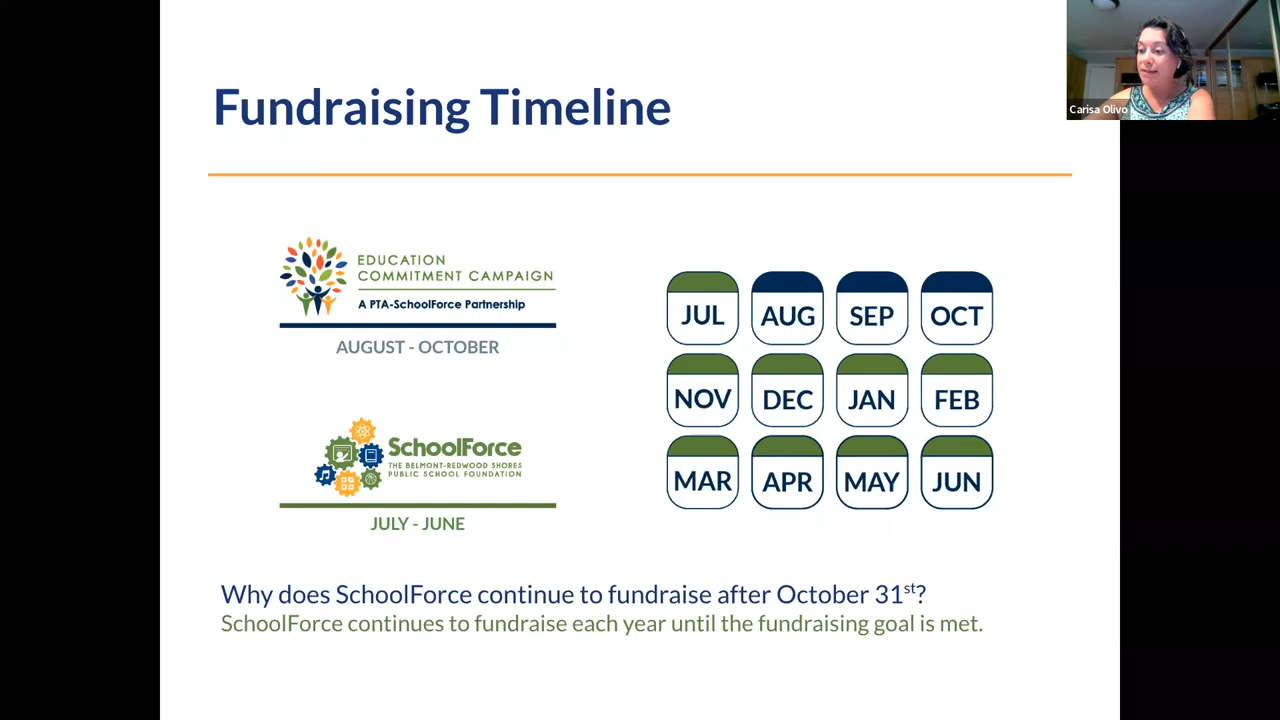 Fundraising Timeline
Carisa Olivo
EDUCATION
COMMITMENT CAMPAIGN
A PTA-SchoolForce Partnership
AUGUST - OCTOBER
SchoolForce
THE BELMONT-REDWOOD SHORES
PUBLIC SCHOOL FOUNDATION
JULY - JUNE
JUL AUG SEP OCT
NOV DEC JAN FEB
MAR APR MAY JUN
Why does SchoolForce continue to fundraise after October 31st?
SchoolForce continues to fundraise each year until the fundraising goal is met.